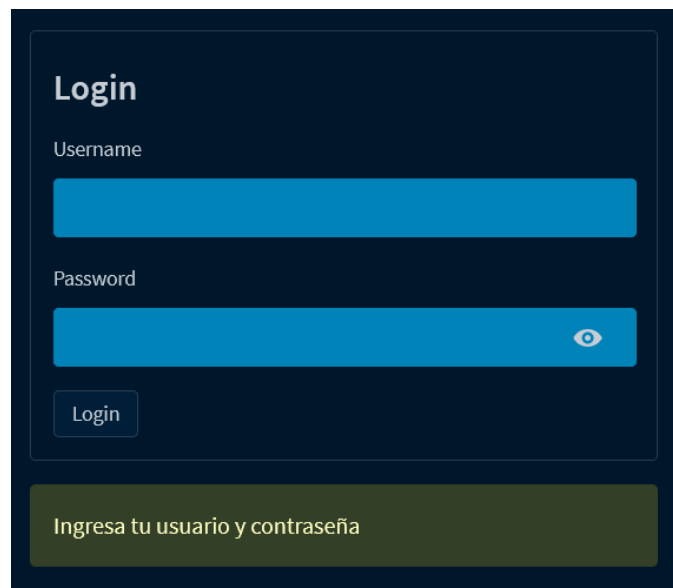 Login
Username
Password
Login
Ingresa tu usuario y contraseña